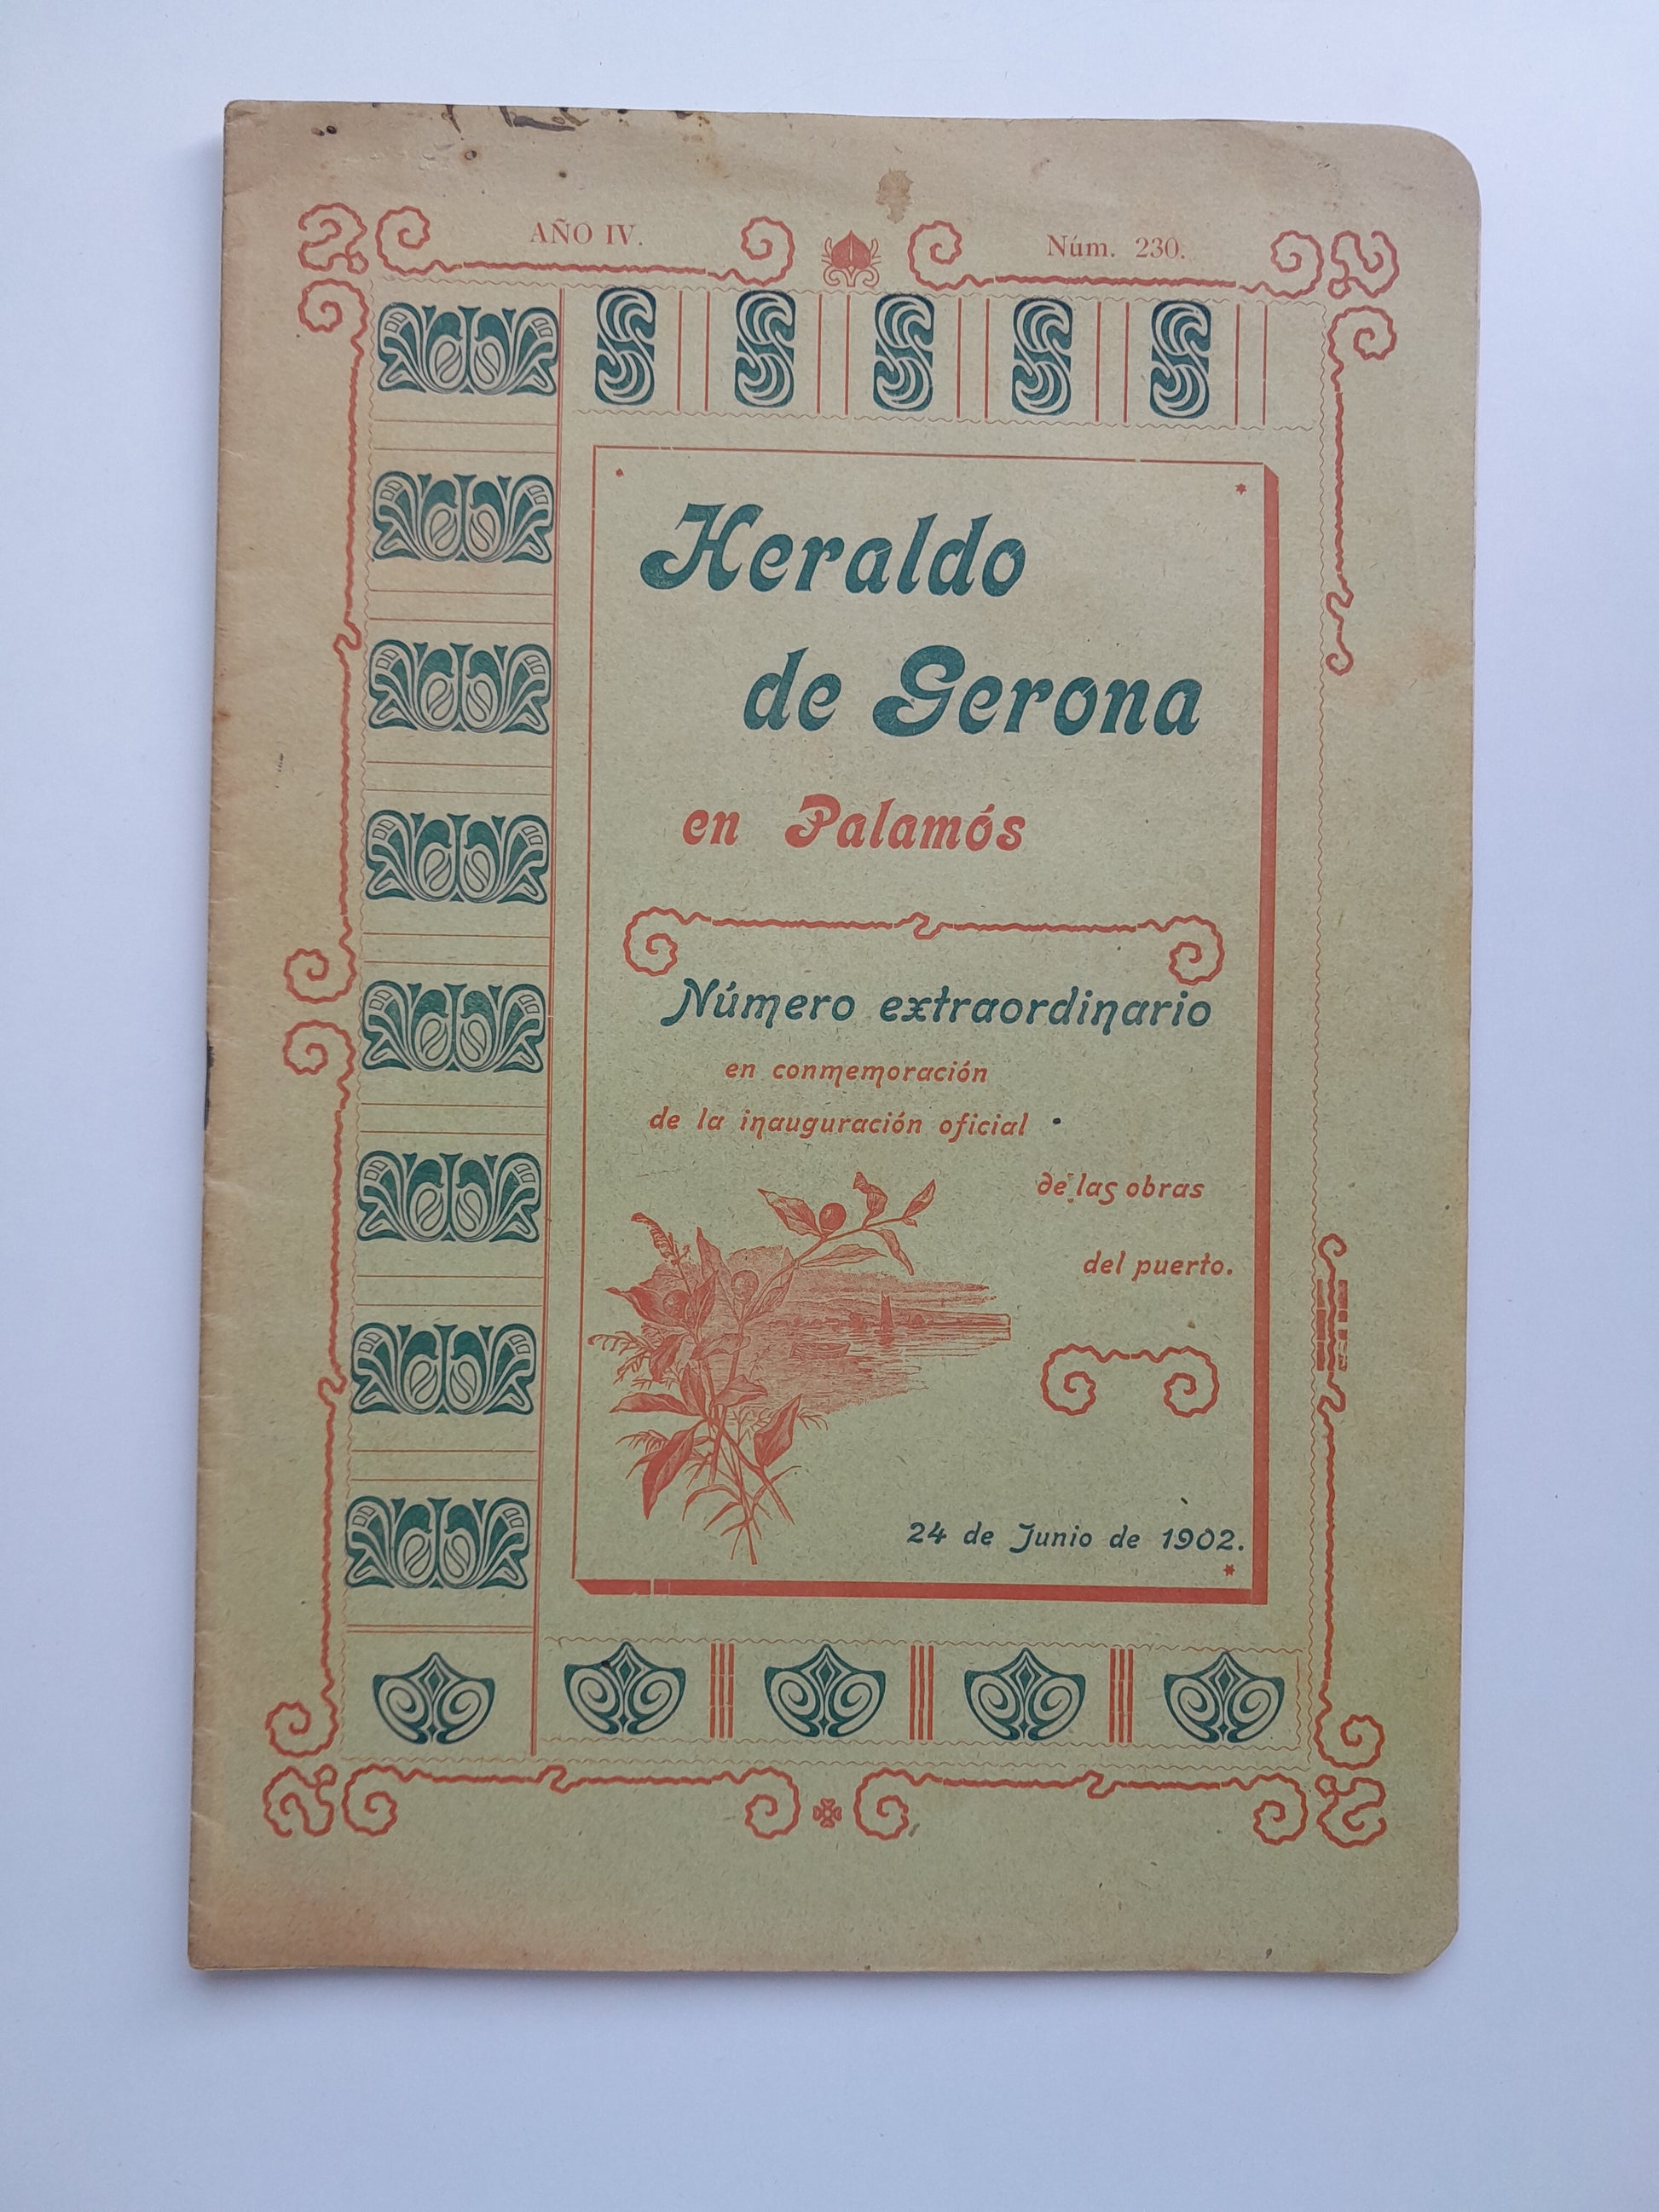 AÑO IV.
Núm. 230.
Heraldo
de Gerona
en Palamós
Número extraordinario
en conmemoración
de la inauguración oficial
de las obras
del puerto.
24 de Junio de 1902.